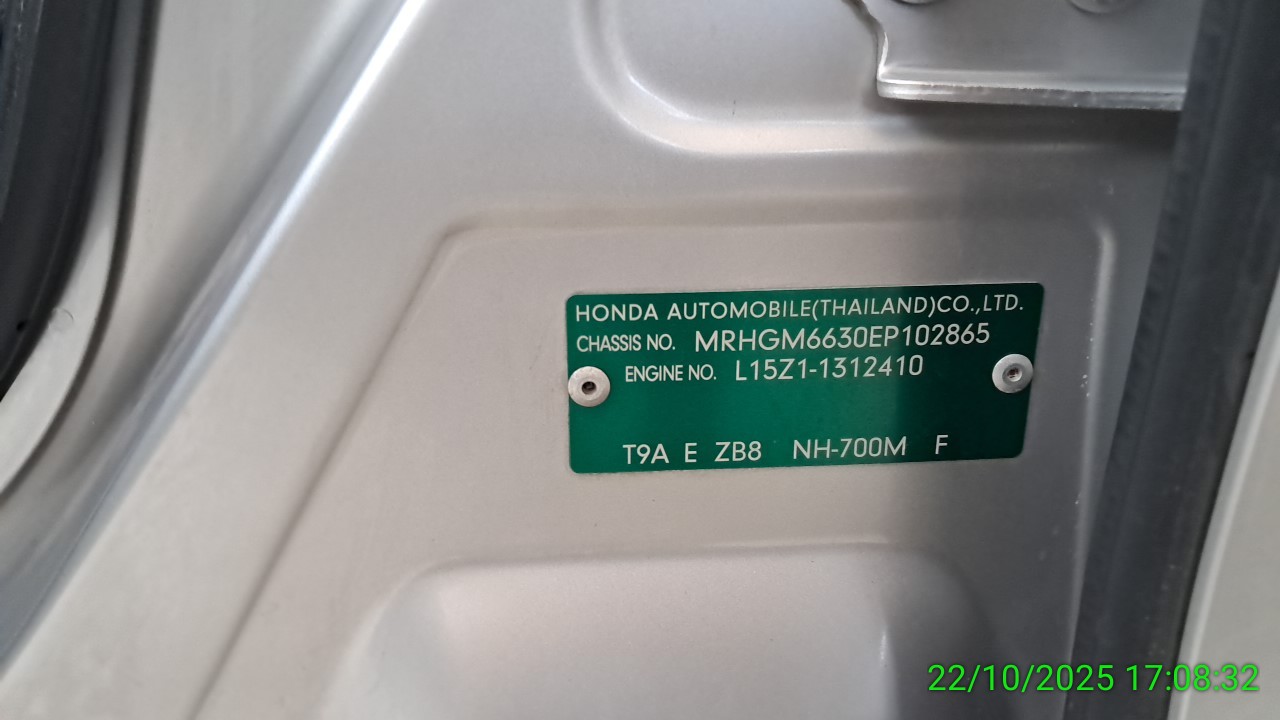 HONDA AUTOMOBILE(THAILAND)CO.,LTD.
CHASSIS NO. MRHGM6630EP102865
ENGINE NO. L15Z1-1312410
T9A E ZB8 NH-700M F
22/10/2025 17:08:32